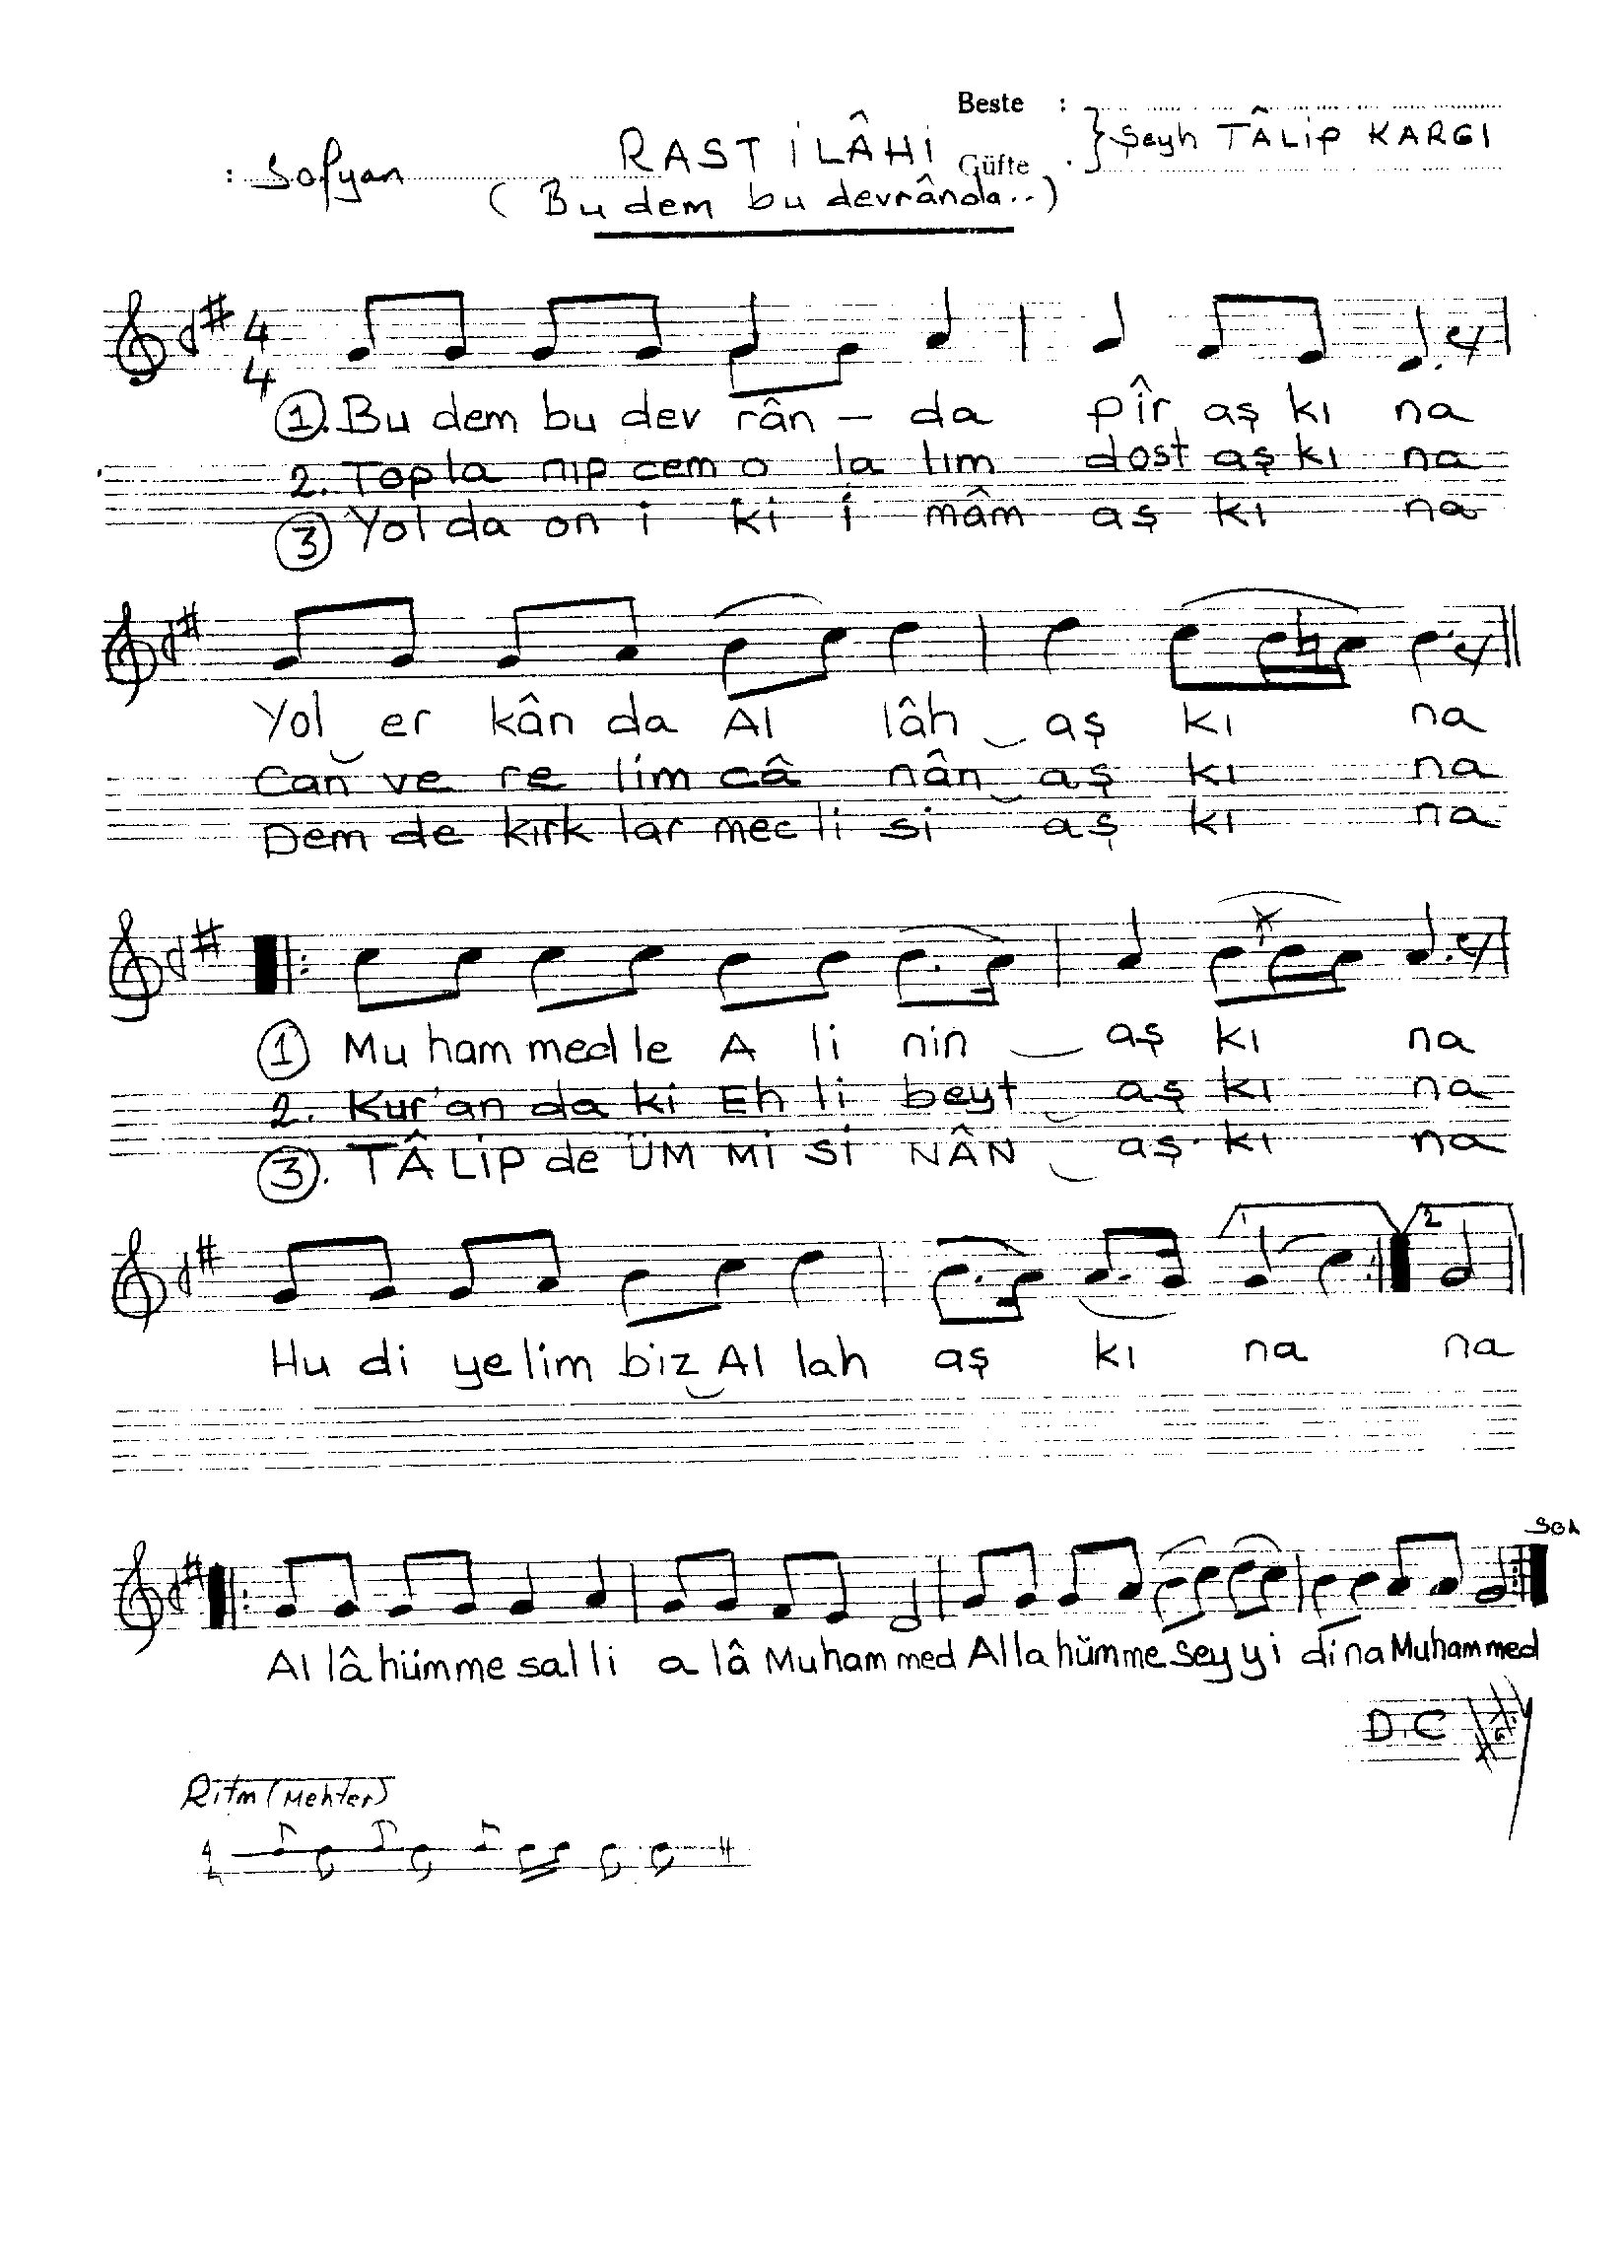 Beste :
: Sofyan RAST İLÂHİ Güfte : } Şeyh TÂLİP KARGI
( Bu dem bu devrânda.. )
4
4
1. Bu dem bu dev rân – da pîr aş kı na
2. Topla nıp cem o la lım dost aş kı na
3 Yol da on i ki i mâm aş kı na
Yol er kân da Al lâh aş kı na
Can ve re lim câ nân aş kı na
Dem de kırk lar mec li si aş kı na
1 Mu ham med le A li nin aş kı na
2. Kur'an da ki Eh li beyt aş kı na
3. TÂ LİP de ÜM Mİ Sİ NÂN aş kı na
1 2
Hu di ye lim biz Al lah aş kı na na
Son
Al lâ hüm me sal li a lâ Mu ham med Al la hüm me sey yi di na Muham med
D.C
Ritm (Mehter)
4
4